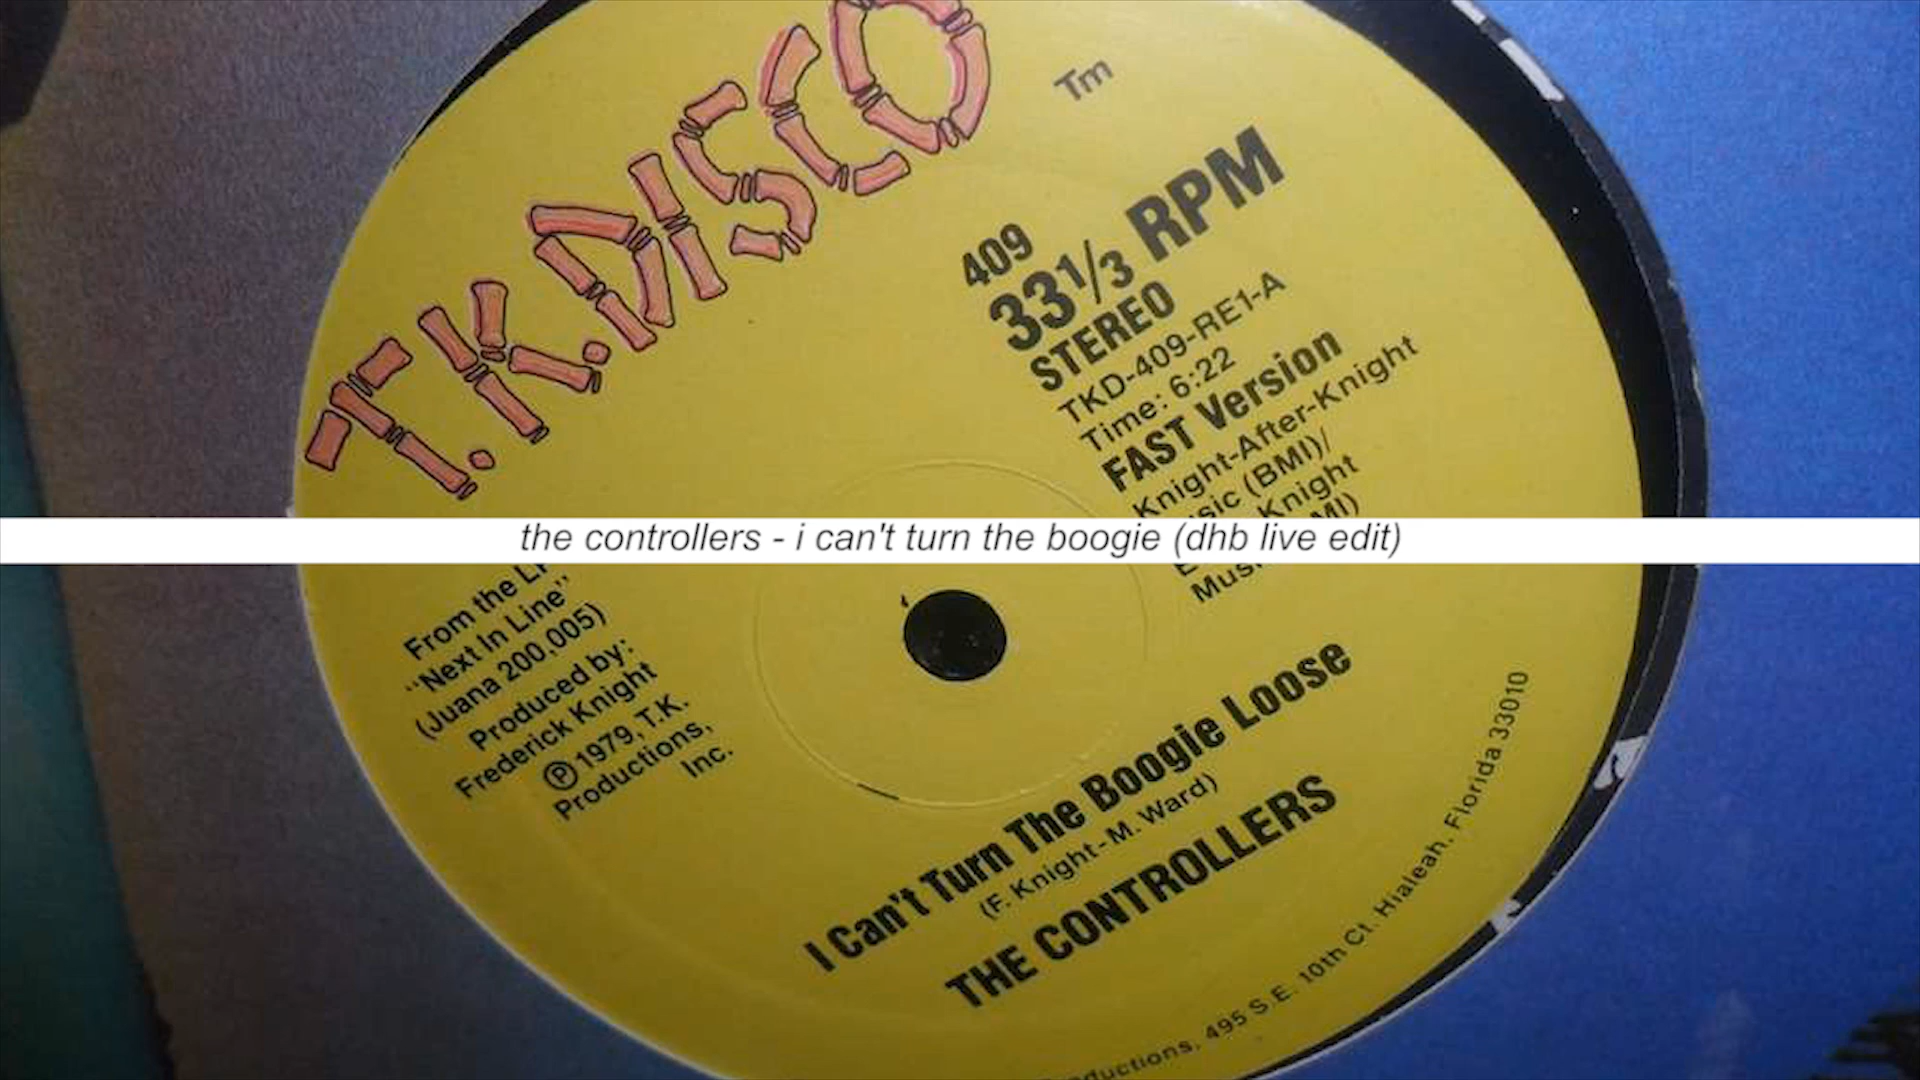 T.K. DISCO
Tm
409
33 1/3 RPM
STEREO
TKD-409-RE1-A
Time: 6:22
FAST Version
Knight-After-Knight
(BMI)/
Knight
the controllers - i can't turn the boogie (dhb live edit)
From the
"Next In Line"
(Juana 200,005)
Produced by:
Frederick Knight
℗ 1979, T.K.
Productions,
Inc.
I Can't Turn The Boogie Loose
(F. Knight-M. Ward)
THE CONTROLLERS
495 S.E. 10th Ct. Hialeah, Florida 33010